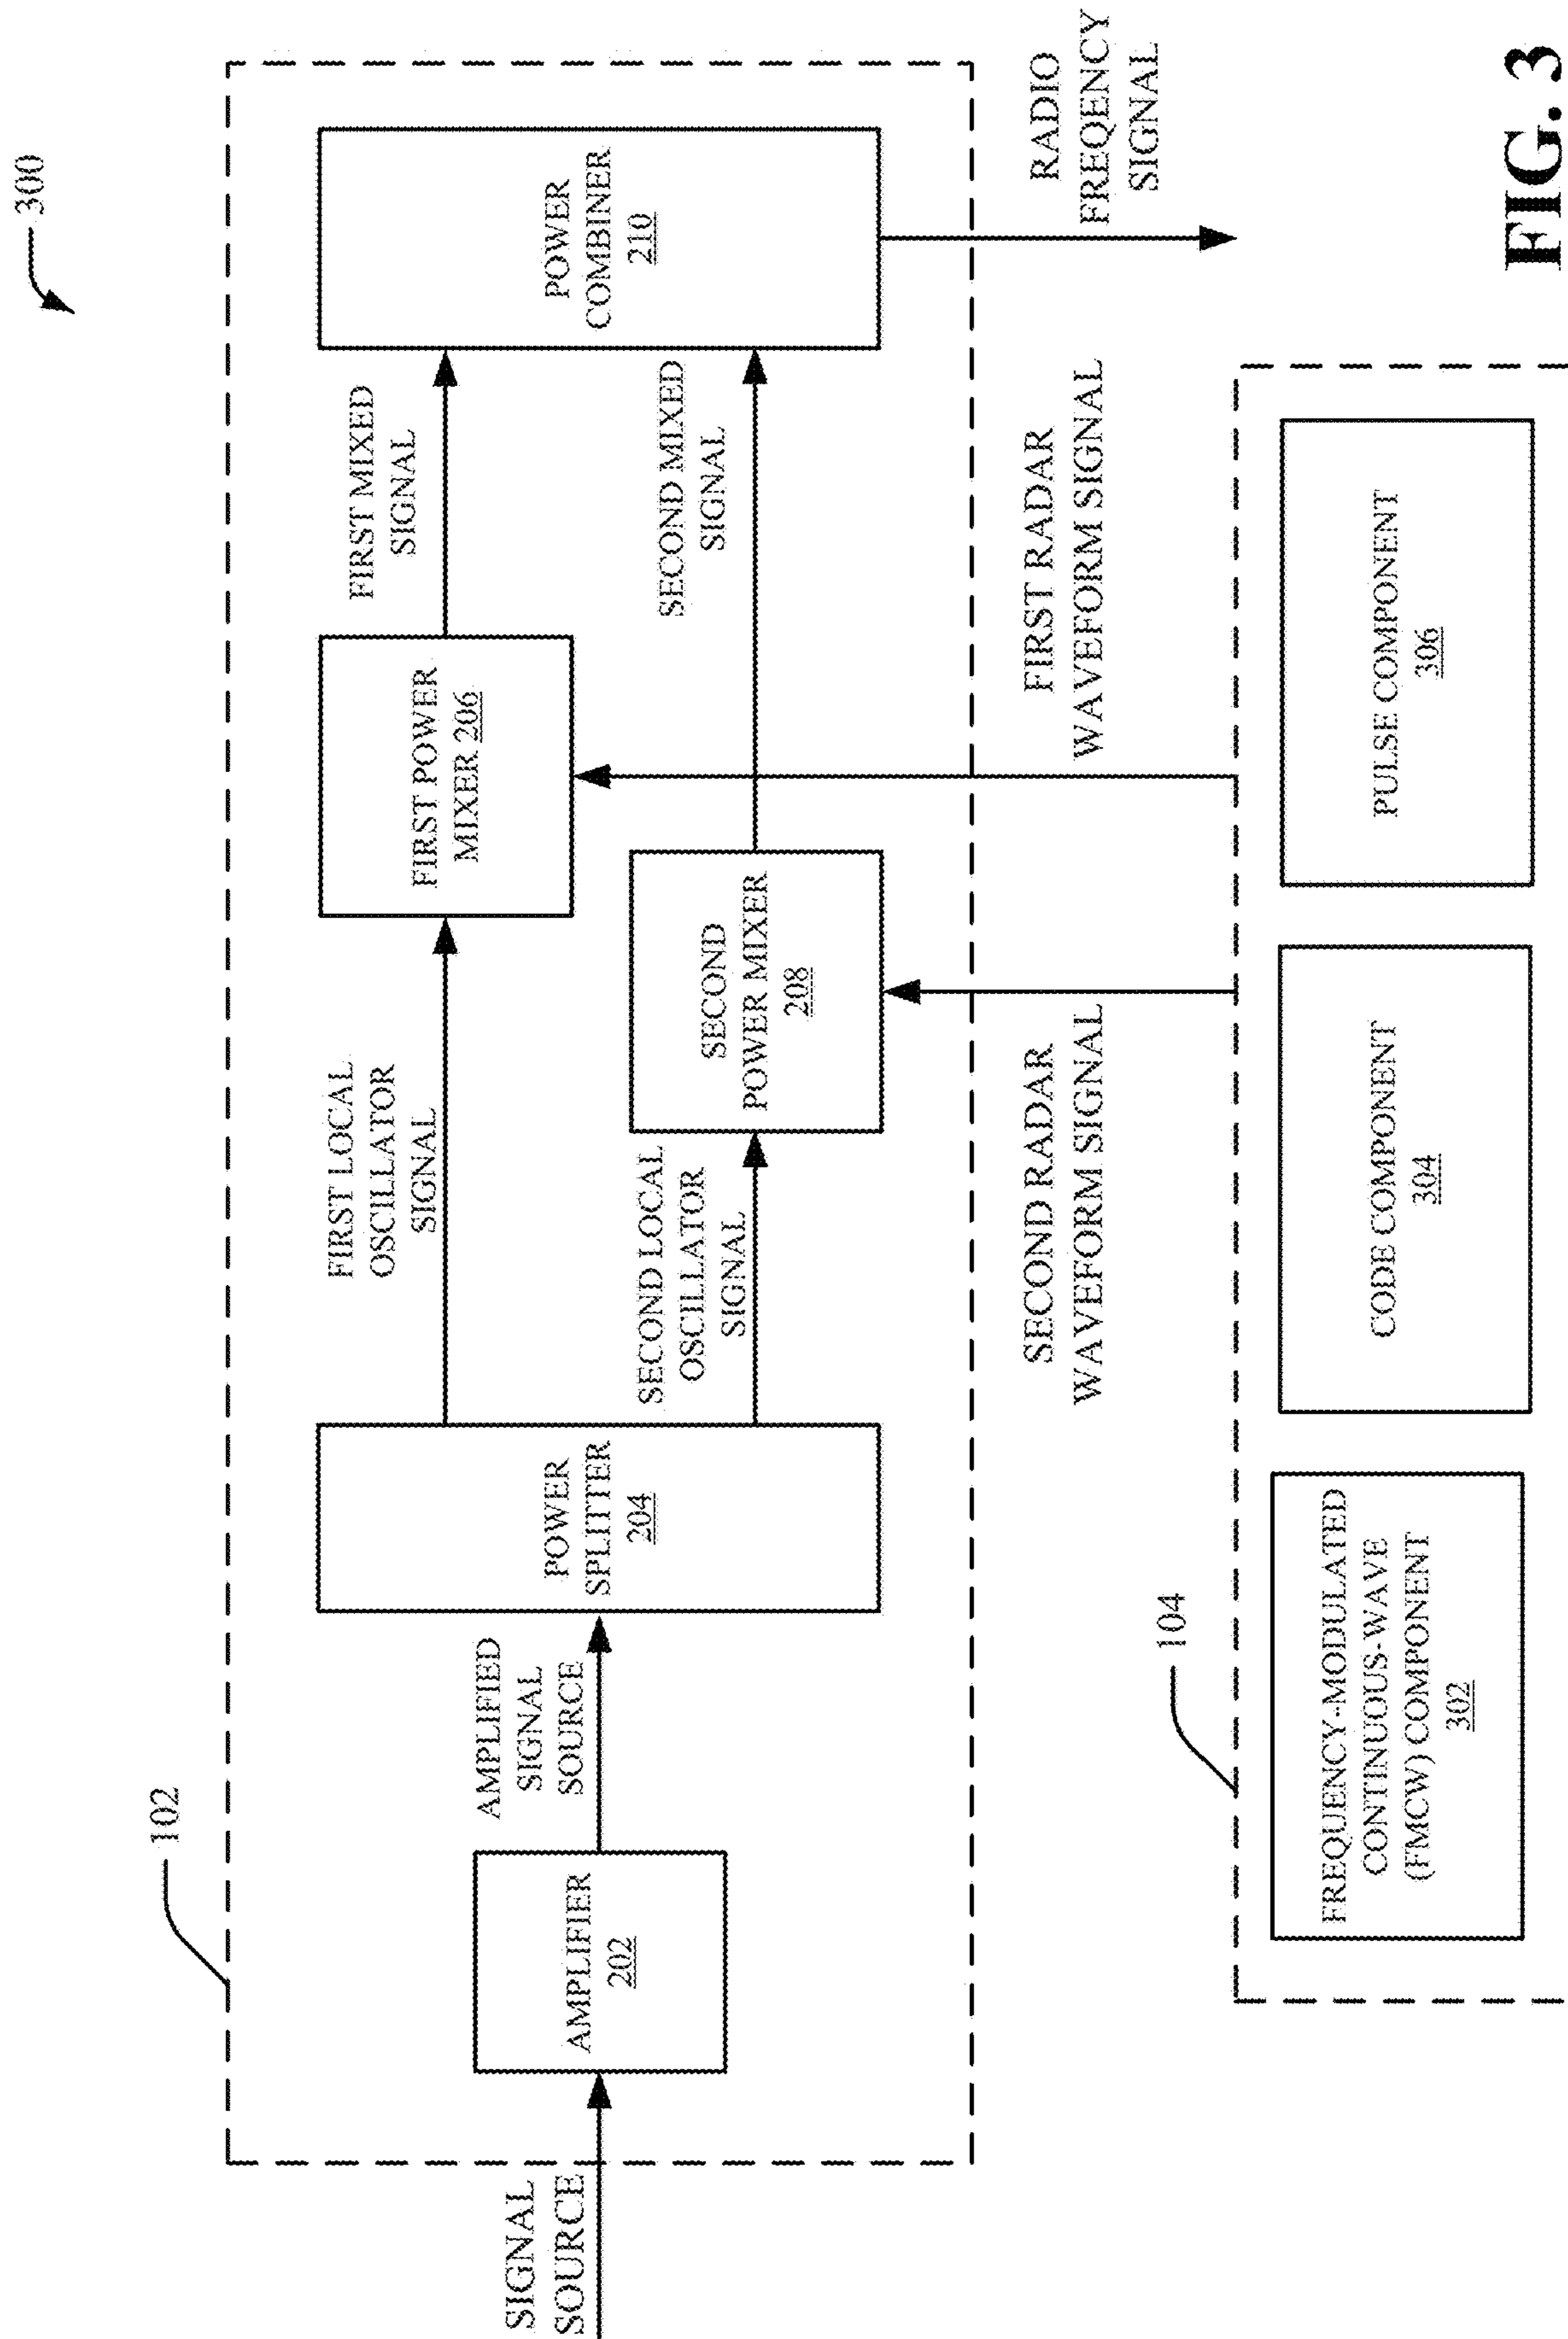 300
102
SIGNAL
SOURCE
AMPLIFIER
202
AMPLIFIED
SIGNAL
SOURCE
POWER
SPLITTER
204
FIRST LOCAL
OSCILLATOR
SIGNAL
SECOND LOCAL
OSCILLATOR
SIGNAL
FIRST POWER
MIXER 206
SECOND
POWER MIXER
208
FIRST MIXED
SIGNAL
SECOND MIXED
SIGNAL
POWER
COMBINER
210
SECOND RADAR
WAVEFORM SIGNAL
FIRST RADAR
WAVEFORM SIGNAL
RADIO
FREQENCY
SIGNAL
104
FREQUENCY-MODULATED
CONTINUOUS-WAVE
(FMCW) COMPONENT
302
CODE COMPONENT
304
PULSE COMPONENT
306
FIG. 3